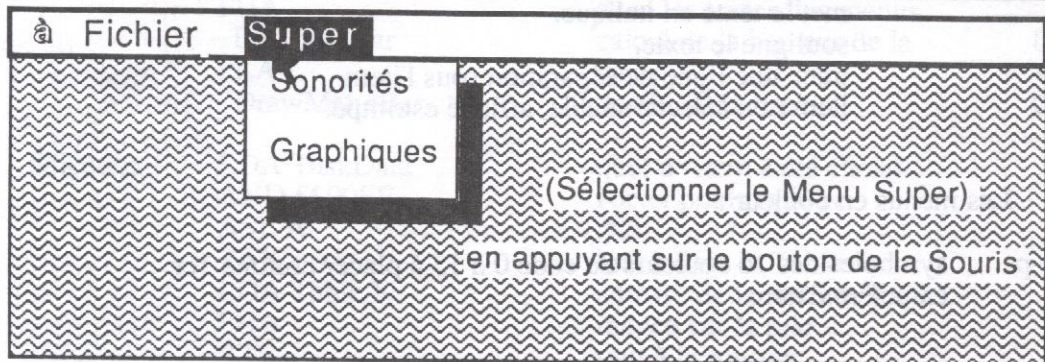 à Fichier Super
Sonorités
Graphiques
(Sélectionner le Menu Super)
en appuyant sur le bouton de la Souris